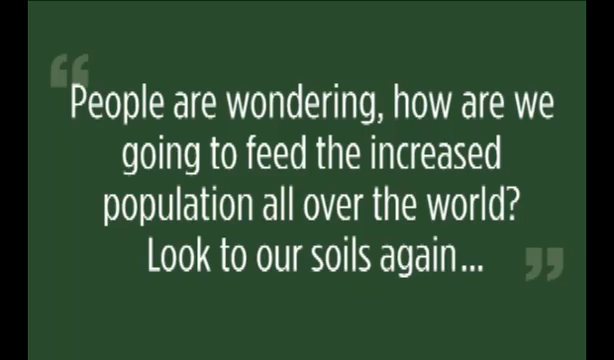 “People are wondering, how are we
going to feed the increased
population all over the world?
Look to our soils again...”